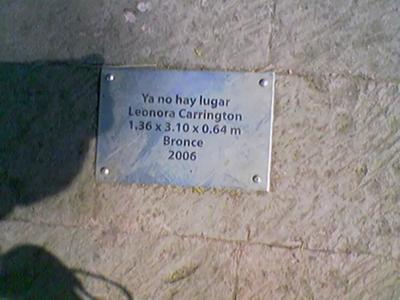 Ya no hay lugar
Leonora Carrington
1.36 x 3.10 x 0.64 m
Bronce
2006